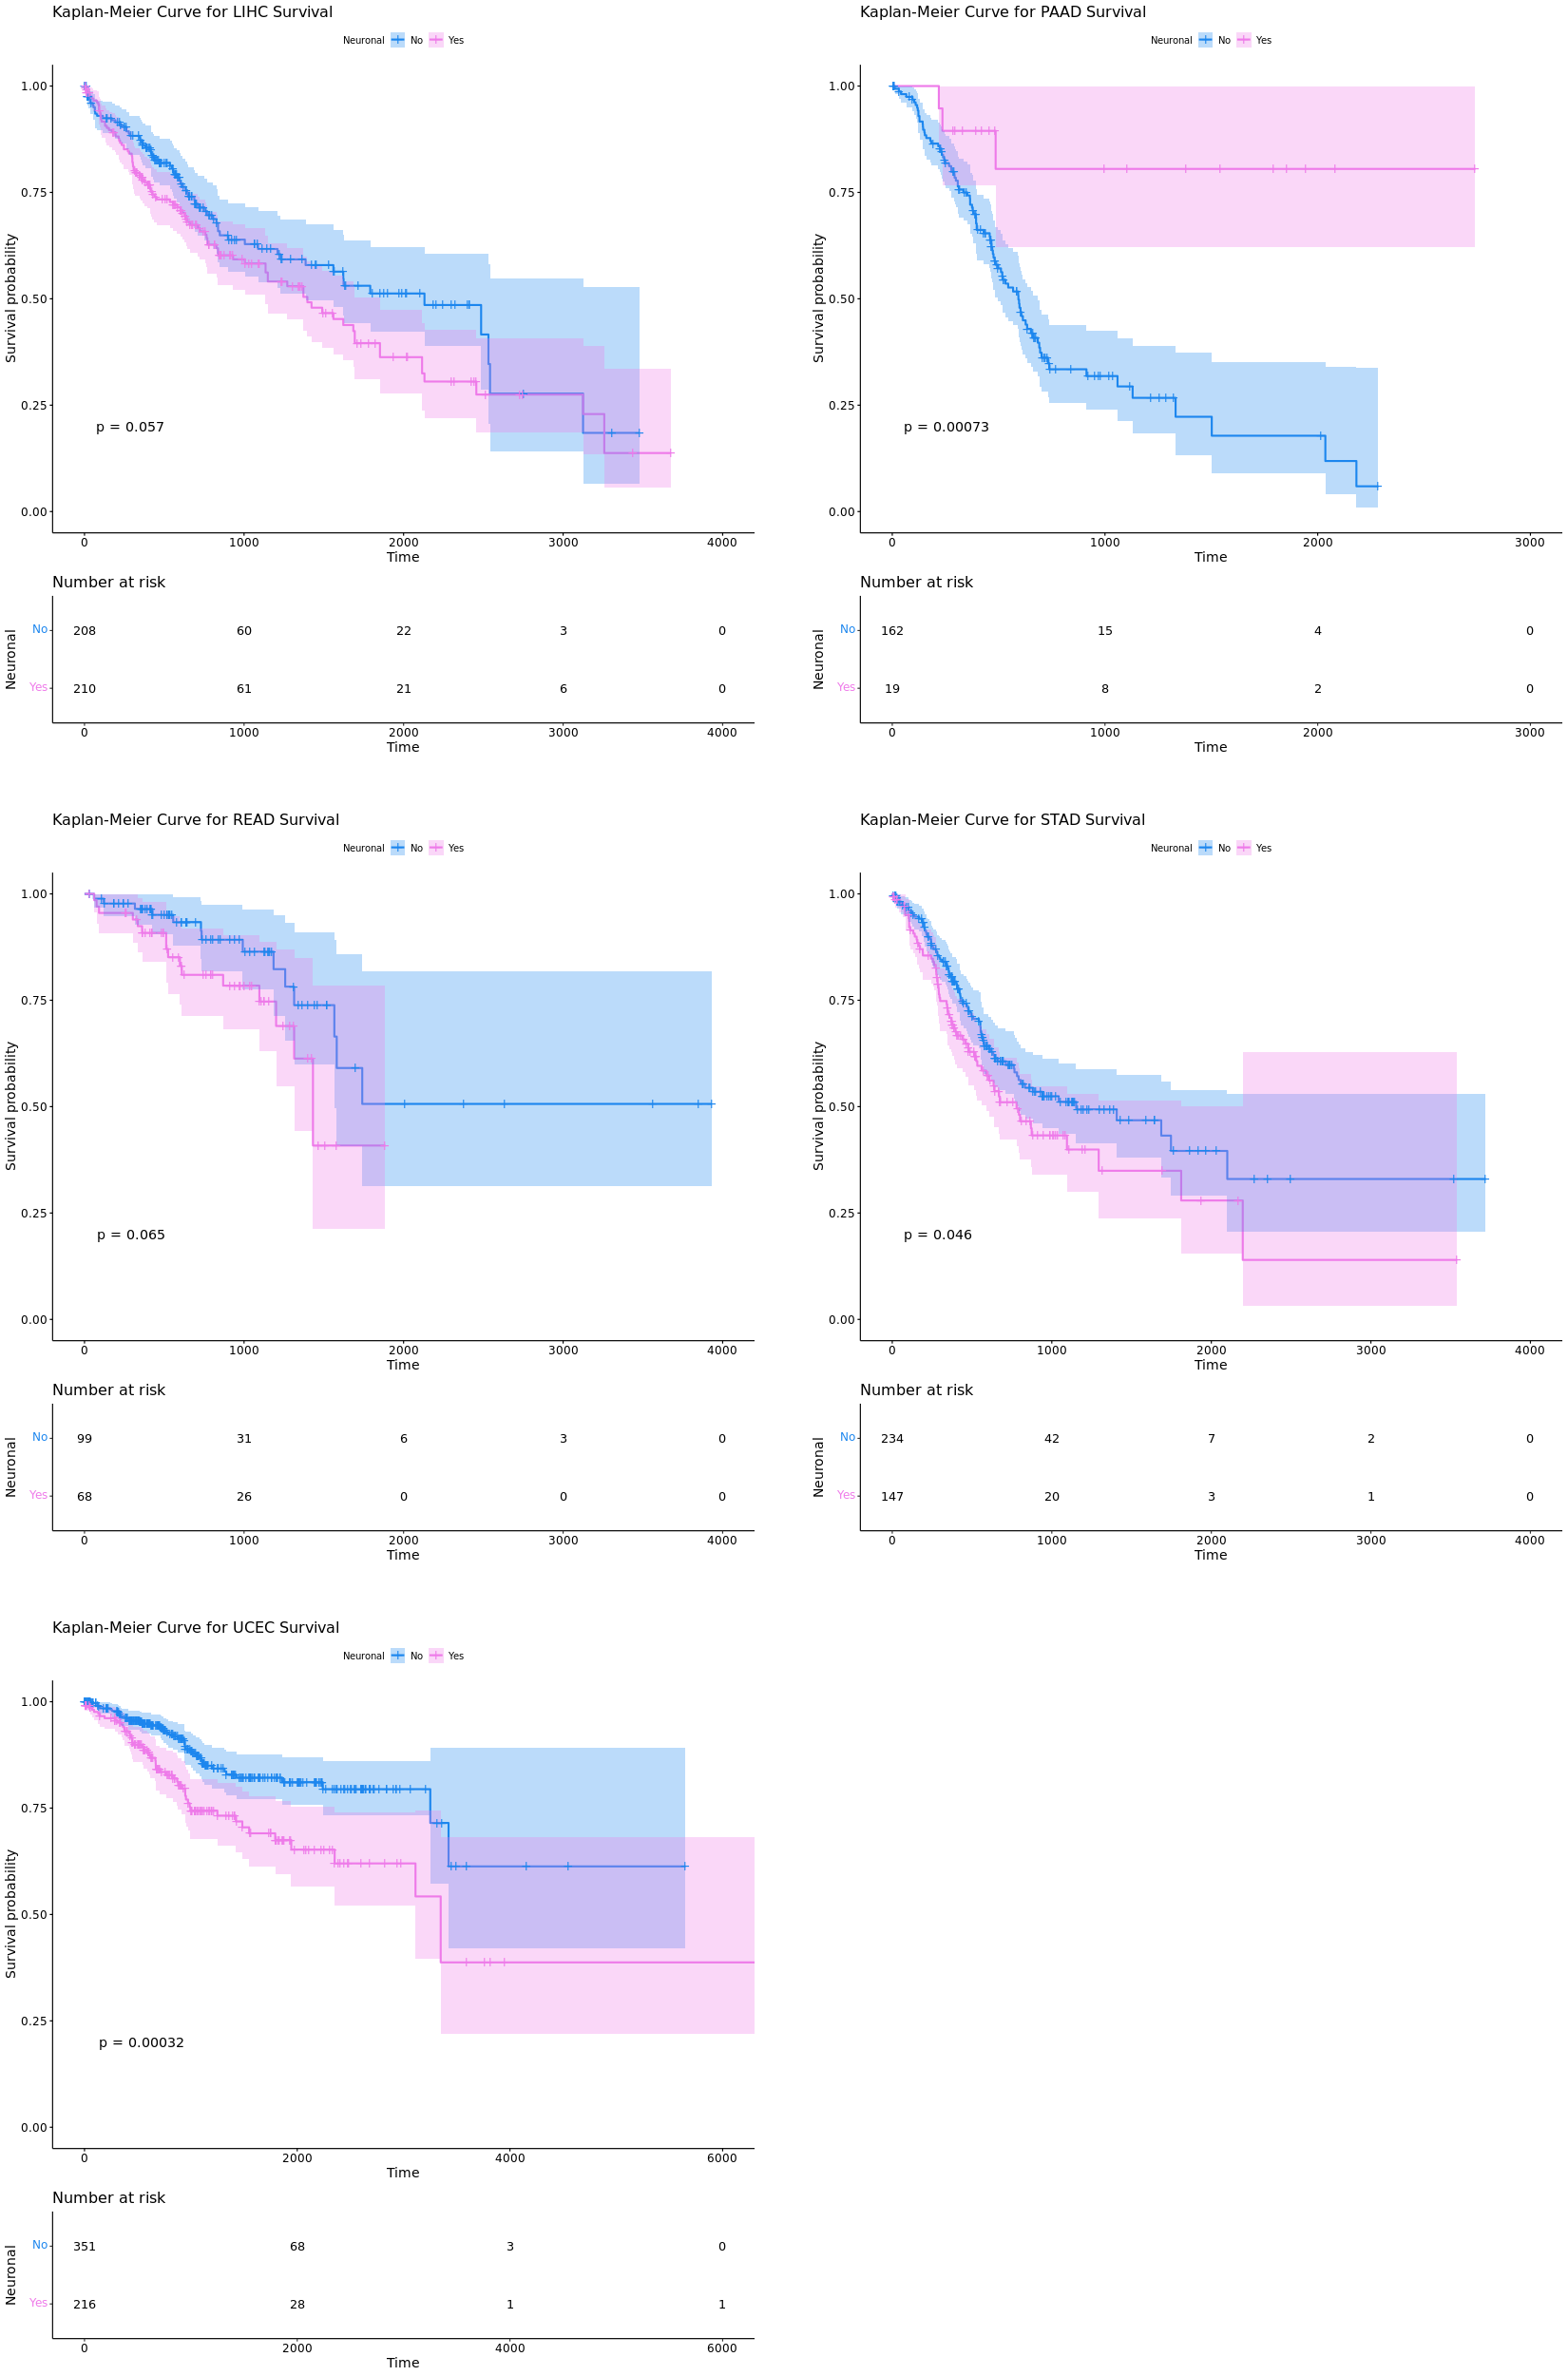 Kaplan-Meier Curve for LIHC Survival
Neuronal No Yes
Survival probability
1.00
0.75
0.50
0.25
0.00
p = 0.057
0 1000 2000 3000 4000
Time
Number at risk
Neuronal
No 208 60 22 3 0
Yes 210 61 21 6 0
0 1000 2000 3000 4000
Time
Kaplan-Meier Curve for PAAD Survival
Neuronal No Yes
Survival probability
1.00
0.75
0.50
0.25
0.00
p = 0.00073
0 1000 2000 3000
Time
Number at risk
Neuronal
No 162 15 4 0
Yes 19 8 2 0
0 1000 2000 3000
Time
Kaplan-Meier Curve for READ Survival
Neuronal No Yes
Survival probability
1.00
0.75
0.50
0.25
0.00
p = 0.065
0 1000 2000 3000 4000
Time
Number at risk
Neuronal
No 99 31 6 3 0
Yes 68 26 0 0 0
0 1000 2000 3000 4000
Time
Kaplan-Meier Curve for STAD Survival
Neuronal No Yes
Survival probability
1.00
0.75
0.50
0.25
0.00
p = 0.046
0 1000 2000 3000 4000
Time
Number at risk
Neuronal
No 234 42 7 2 0
Yes 147 20 3 1 0
0 1000 2000 3000 4000
Time
Kaplan-Meier Curve for UCEC Survival
Neuronal No Yes
Survival probability
1.00
0.75
0.50
0.25
0.00
p = 0.00032
0 2000 4000 6000
Time
Number at risk
Neuronal
No 351 68 3 0
Yes 216 28 1 1
0 2000 4000 6000
Time